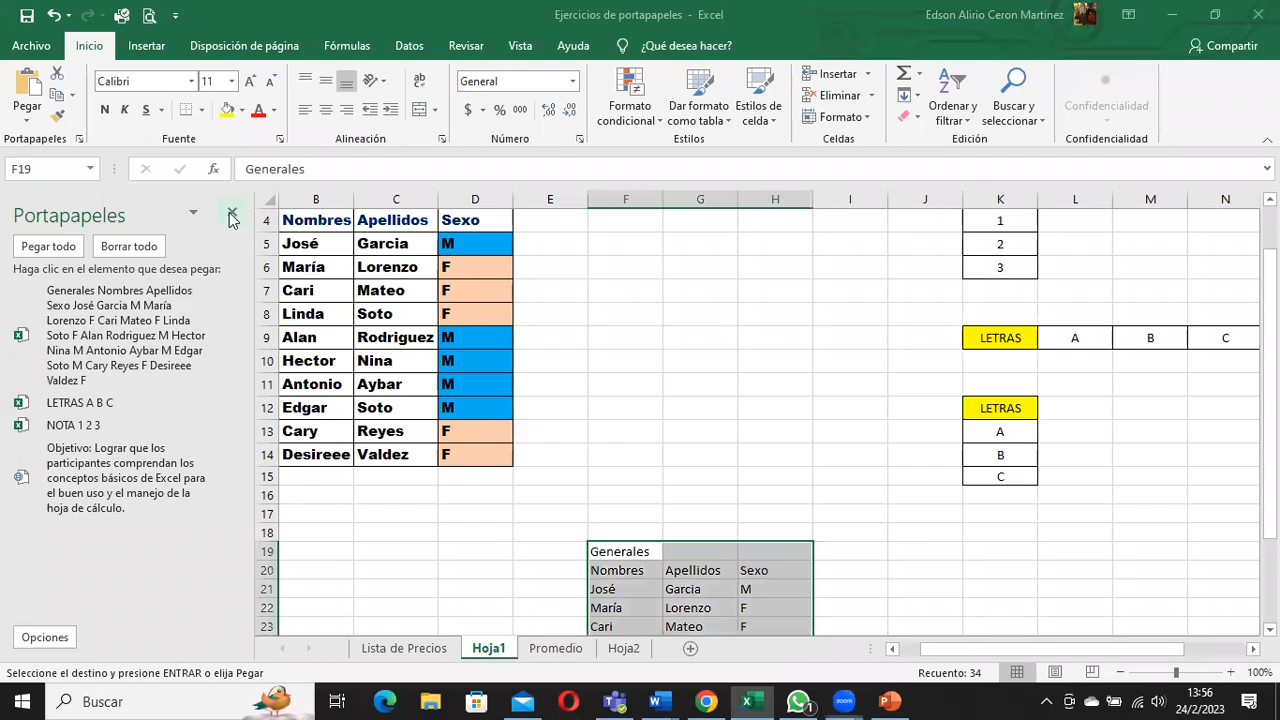 Ejercicios de portapapeles - Excel
Edson Alirio Ceron Martinez
Archivo Inicio Insertar Disposición de página Fórmulas Datos Revisar Vista Ayuda ¿Qué desea hacer? Compartir
Pegar
Calibri 11
N K S
General
$ % 000
Formato condicional
Dar formato como tabla
Estilos de celda
Insertar
Eliminar
Formato
Ordenar y filtrar
Buscar y seleccionar
Confidencialidad
Portapapeles Fuente Alineación Número Estilos Celdas Edición Confidencialidad
F19 fx Generales
Portapapeles
Pegar todo Borrar todo
Haga clic en el elemento que desea pegar:
Generales Nombres Apellidos
Sexo José Garcia M María
Lorenzo F Cari Mateo F Linda
Soto F Alan Rodriguez M Hector
Nina M Antonio Aybar M Edgar
Soto M Cary Reyes F Desireee
Valdez F
LETRAS A B C
NOTA 1 2 3
Objetivo: Lograr que los
participantes comprendan los
conceptos básicos de Excel para
el buen uso y el manejo de la
hoja de cálculo.
Opciones
B C D E F G H I J K L M N
4 Nombres Apellidos Sexo 1
5 José Garcia M 2
6 María Lorenzo F 3
7 Cari Mateo F
8 Linda Soto F
9 Alan Rodriguez M LETRAS A B C
10 Hector Nina M
11 Antonio Aybar M
12 Edgar Soto M LETRAS
13 Cary Reyes F A
14 Desireee Valdez F B
15 C
16
17
18
19 Generales
20 Nombres Apellidos Sexo
21 José Garcia M
22 María Lorenzo F
23 Cari Mateo F
Lista de Precios Hoja1 Promedio Hoja2
Seleccione el destino y presione ENTRAR o elija Pegar Recuento: 34 100%
Buscar
13:56
24/2/2023